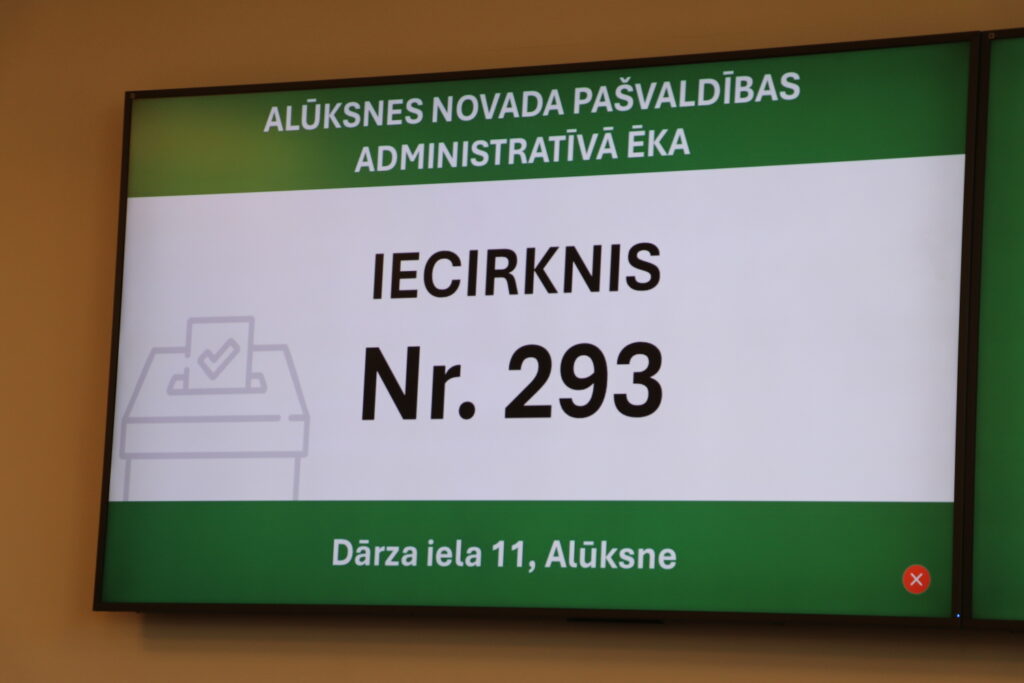 ALŪKSNES NOVADA PAŠVALDĪBAS
ADMINISTRATĪVĀ ĒKA
IECIRKNIS
Nr. 293
Dārza iela 11, Alūksne